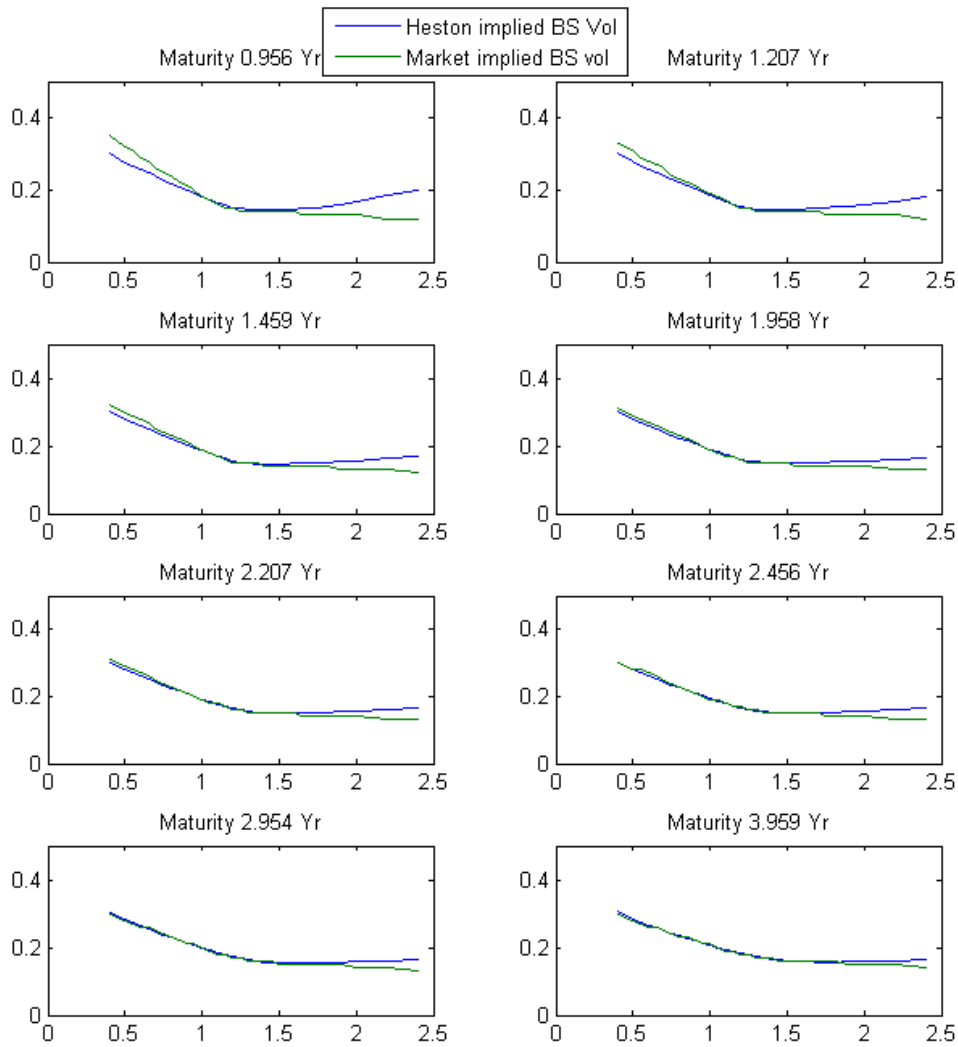 Heston implied BS Vol
Market implied BS vol
Maturity 0.956 Yr
Maturity 1.207 Yr
0.4
0.2
0
0 0.5 1 1.5 2 2.5
0.4
0.2
0
0 0.5 1 1.5 2 2.5
Maturity 1.459 Yr
Maturity 1.958 Yr
0.4
0.2
0
0 0.5 1 1.5 2 2.5
0.4
0.2
0
0 0.5 1 1.5 2 2.5
Maturity 2.207 Yr
Maturity 2.456 Yr
0.4
0.2
0
0 0.5 1 1.5 2 2.5
0.4
0.2
0
0 0.5 1 1.5 2 2.5
Maturity 2.954 Yr
Maturity 3.959 Yr
0.4
0.2
0
0 0.5 1 1.5 2 2.5
0.4
0.2
0
0 0.5 1 1.5 2 2.5